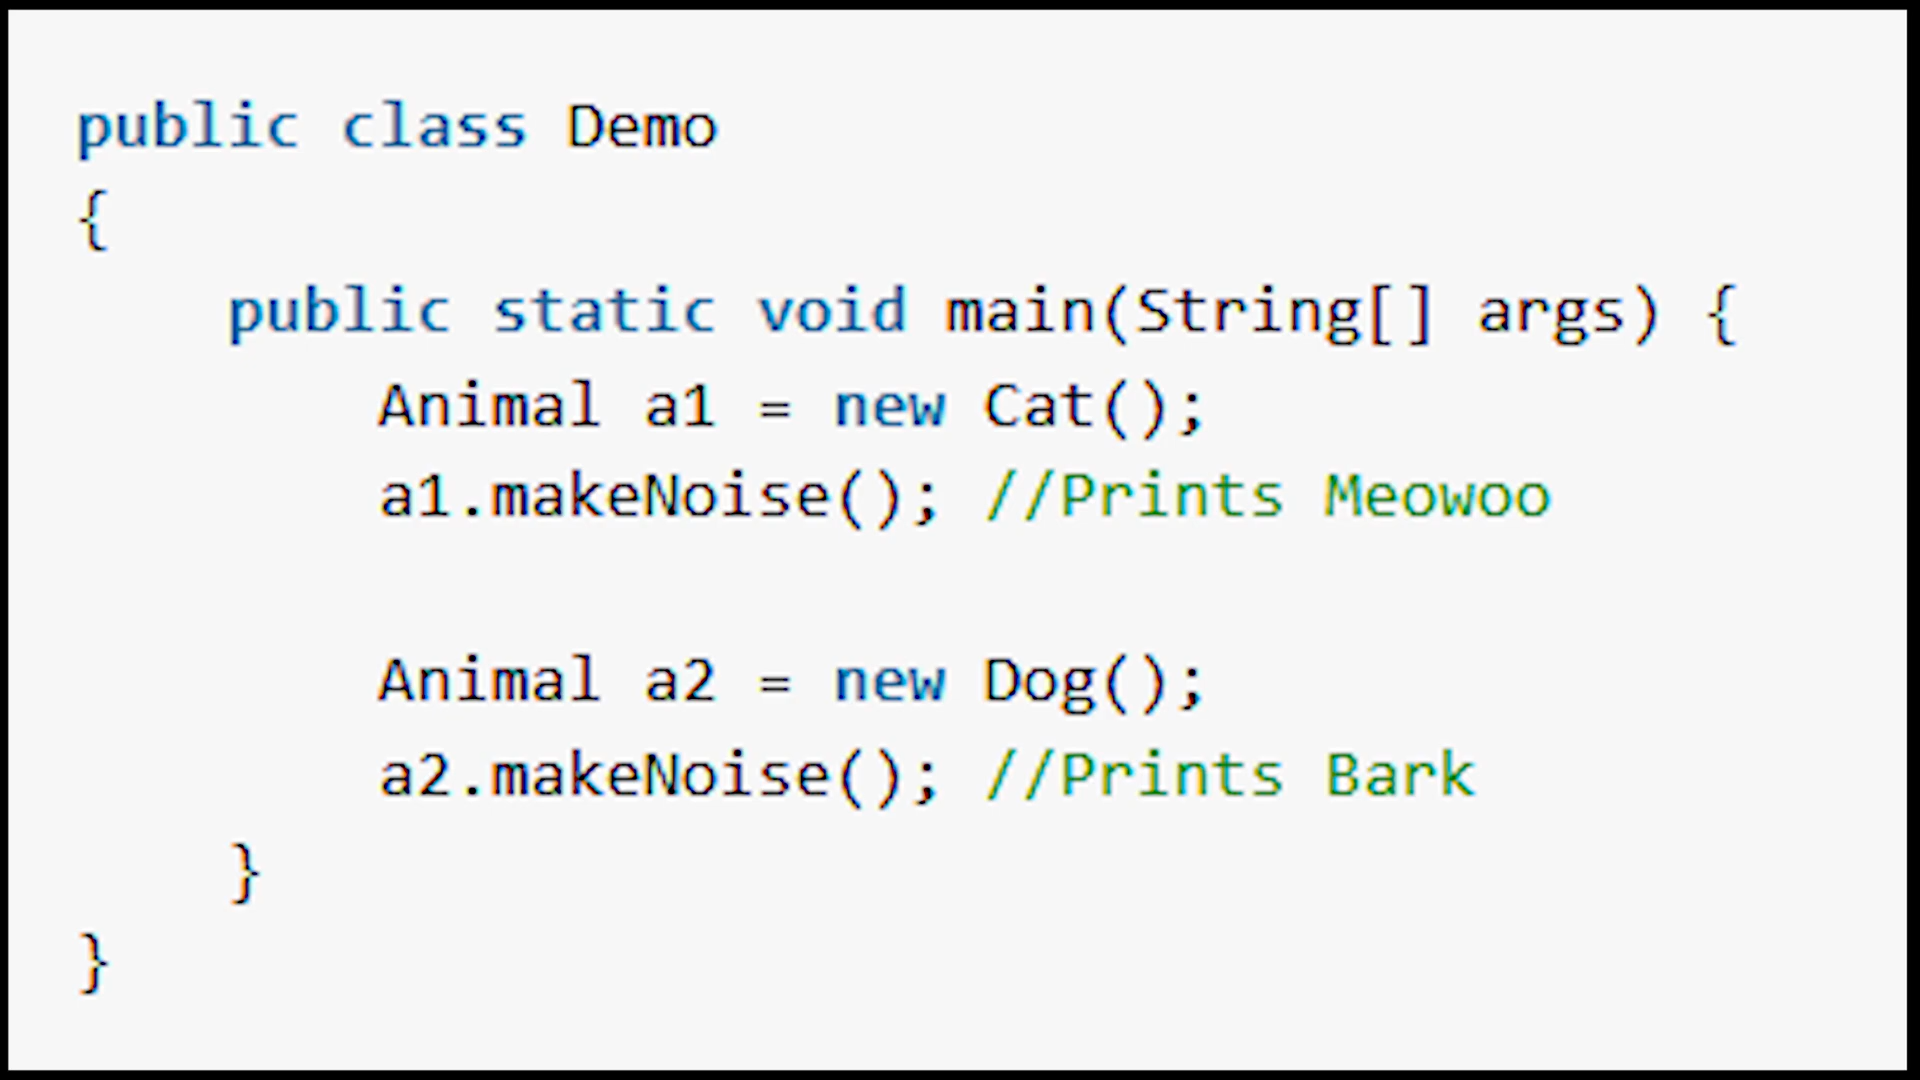 public class Demo
{
    public static void main(String[] args) {
        Animal a1 = new Cat();
        a1.makeNoise(); //Prints Meowoo

        Animal a2 = new Dog();
        a2.makeNoise(); //Prints Bark
    }
}